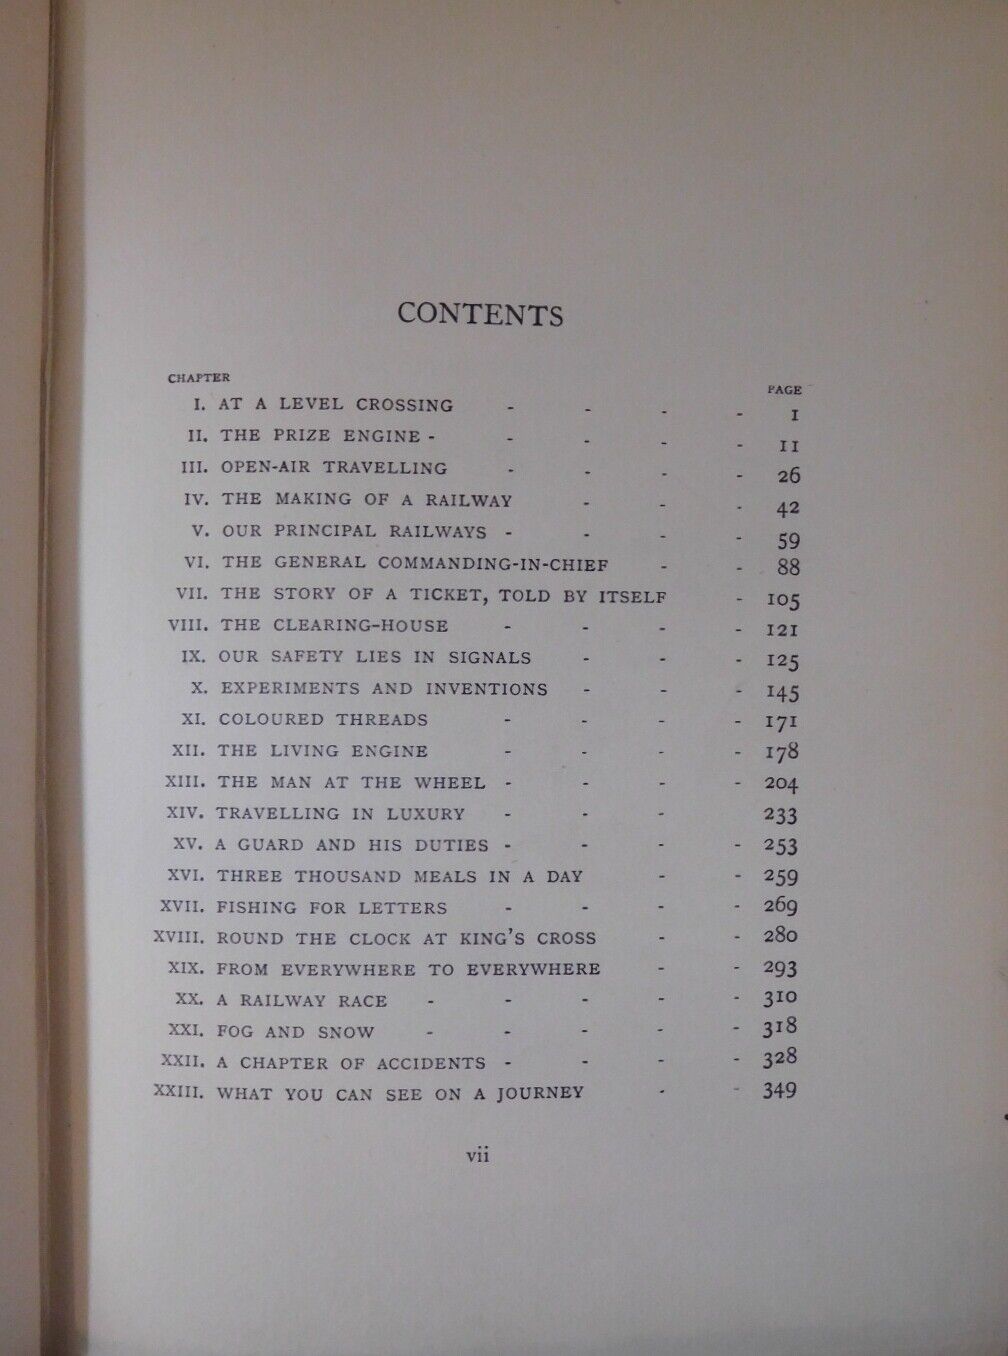 CONTENTS
CHAPTER PAGE
I. AT A LEVEL CROSSING - - - - 1
II. THE PRIZE ENGINE - - - - - 11
III. OPEN-AIR TRAVELLING - - - - 26
IV. THE MAKING OF A RAILWAY - - - 42
V. OUR PRINCIPAL RAILWAYS - - - - 59
VI. THE GENERAL COMMANDING-IN-CHIEF - - 88
VII. THE STORY OF A TICKET, TOLD BY ITSELF - 105
VIII. THE CLEARING-HOUSE - - - - 121
IX. OUR SAFETY LIES IN SIGNALS - - - 125
X. EXPERIMENTS AND INVENTIONS - - - 145
XI. COLOURED THREADS - - - - 171
XII. THE LIVING ENGINE - - - - 178
XIII. THE MAN AT THE WHEEL - - - - 204
XIV. TRAVELLING IN LUXURY - - - 233
XV. A GUARD AND HIS DUTIES - - - - 253
XVI. THREE THOUSAND MEALS IN A DAY - - 259
XVII. FISHING FOR LETTERS - - - - 269
XVIII. ROUND THE CLOCK AT KING'S CROSS - - 280
XIX. FROM EVERYWHERE TO EVERYWHERE - - 293
XX. A RAILWAY RACE - - - - - 310
XXI. FOG AND SNOW - - - - - 318
XXII. A CHAPTER OF ACCIDENTS - - - - 328
XXIII. WHAT YOU CAN SEE ON A JOURNEY - - 349
vii